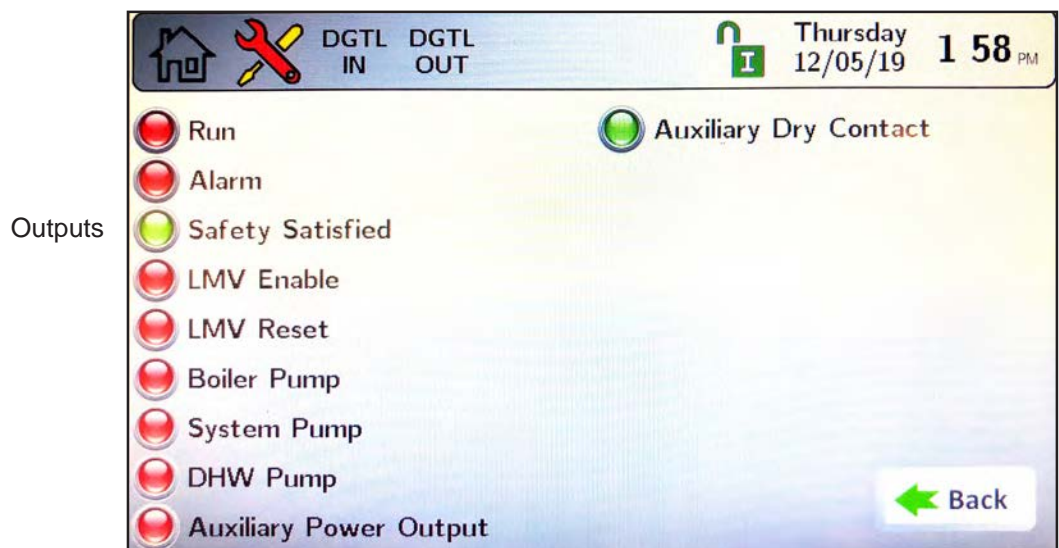 DGTL IN
DGTL OUT
I
Thursday
12/05/19
1 58 PM
Outputs
Run
Alarm
Safety Satisfied
LMV Enable
LMV Reset
Boiler Pump
System Pump
DHW Pump
Auxiliary Power Output
Auxiliary Dry Contact
Back